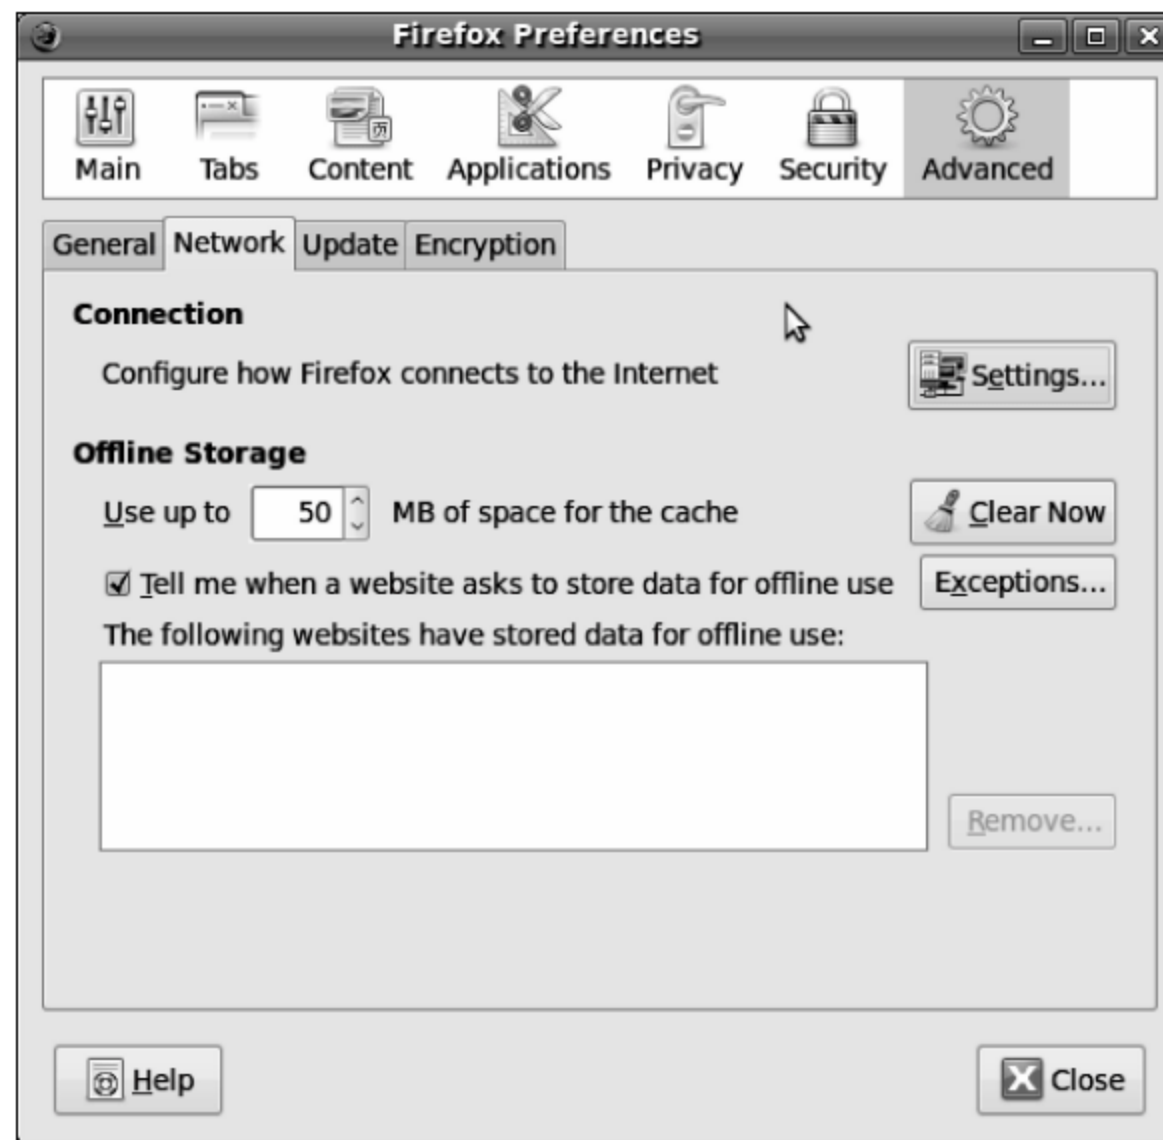 Firefox Preferences
Main Tabs Content Applications Privacy Security Advanced
General Network Update Encryption
Connection
Configure how Firefox connects to the Internet Settings...
Offline Storage
Use up to 50 MB of space for the cache Clear Now
Tell me when a website asks to store data for offline use Exceptions...
The following websites have stored data for offline use:
Remove...
Help Close